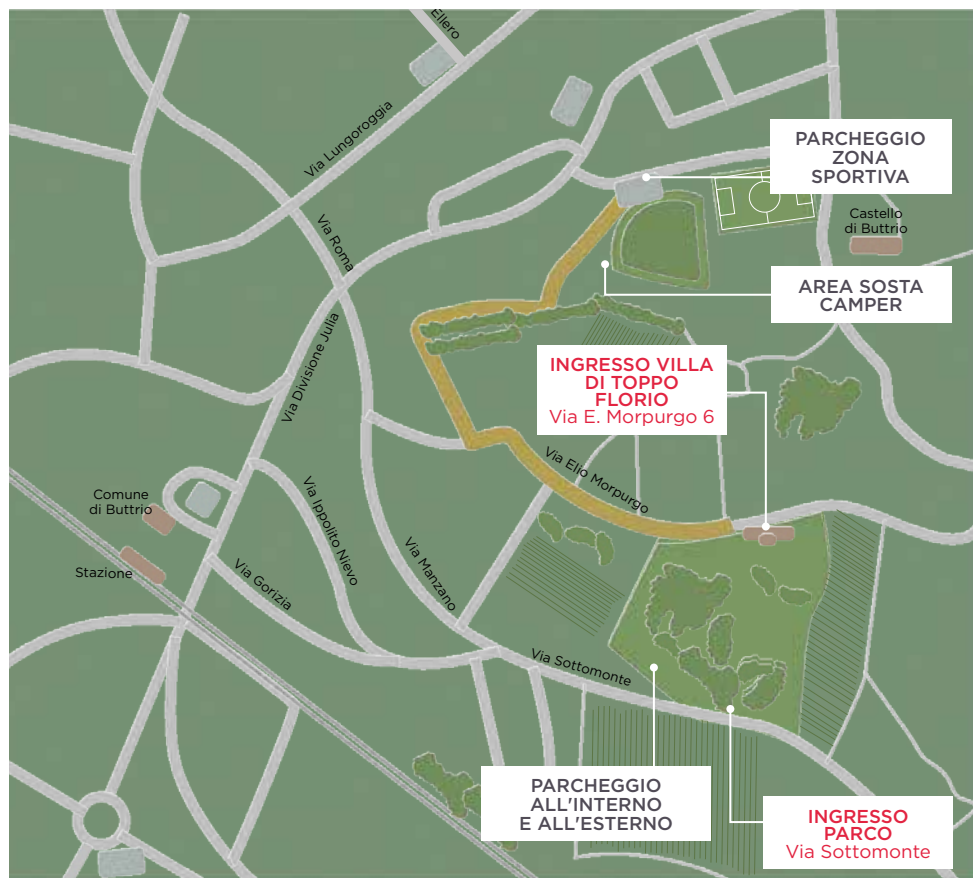 Ellero
Via Lungoroggia
PARCHEGGIO
ZONA
SPORTIVA
Via Roma
Castello
di Buttrio
AREA SOSTA
CAMPER
Via Divisione Julia
INGRESSO VILLA
DI TOPPO
FLORIO
Via E. Morpurgo 6
Via Elio Morpurgo
Comune
di Buttrio
Via Ippolito Nievo
Stazione
Via Gorizia
Via Manzano
Via Sottomonte
PARCHEGGIO
ALL'INTERNO
E ALL'ESTERNO
INGRESSO
PARCO
Via Sottomonte